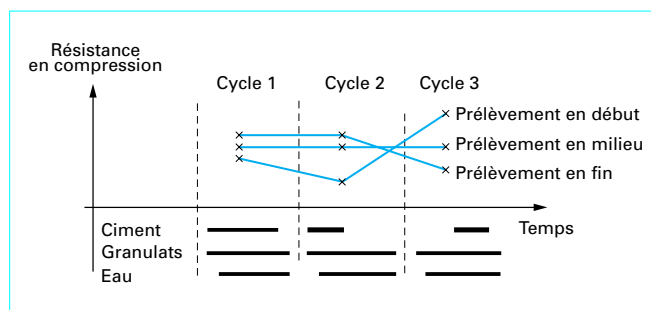 Résistance
en compression
Cycle 1
Cycle 2
Cycle 3
Prélèvement en début
Prélèvement en milieu
Prélèvement en fin
Temps
Ciment
Granulats
Eau